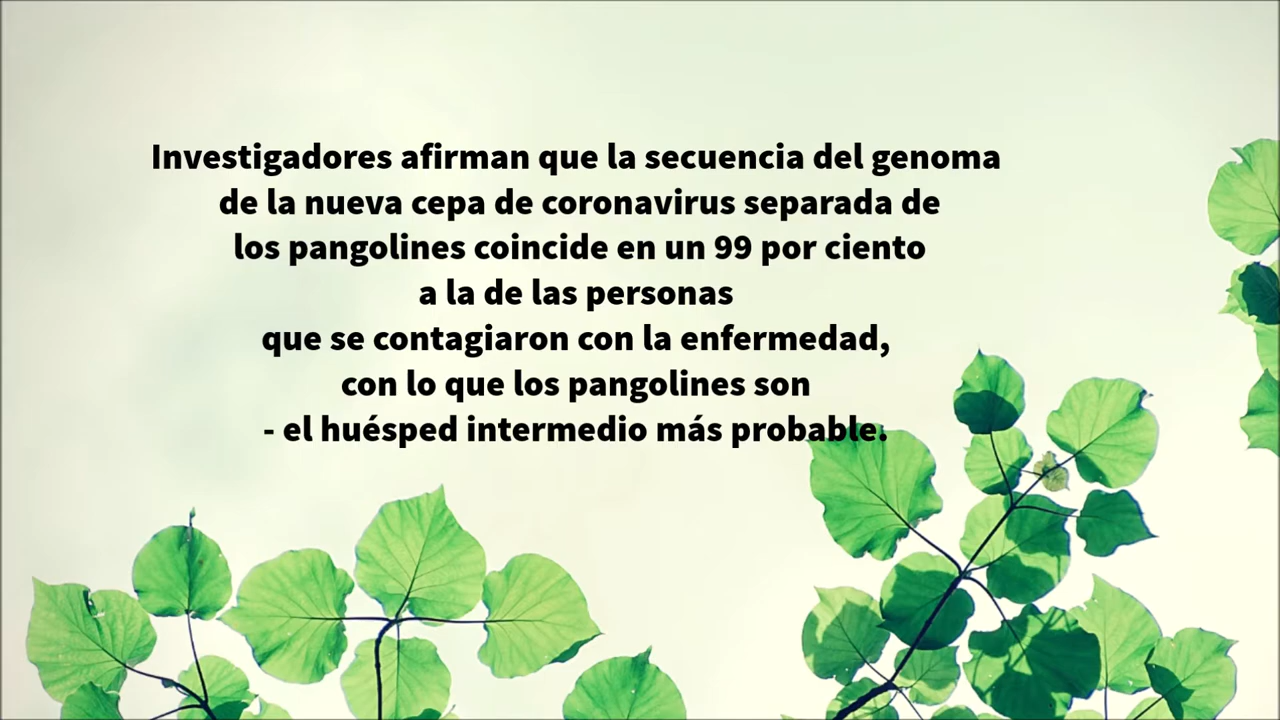 Investigadores afirman que la secuencia del genoma
de la nueva cepa de coronavirus separada de
los pangolines coincide en un 99 por ciento
a la de las personas
que se contagiaron con la enfermedad,
con lo que los pangolines son
- el huésped intermedio más probable.